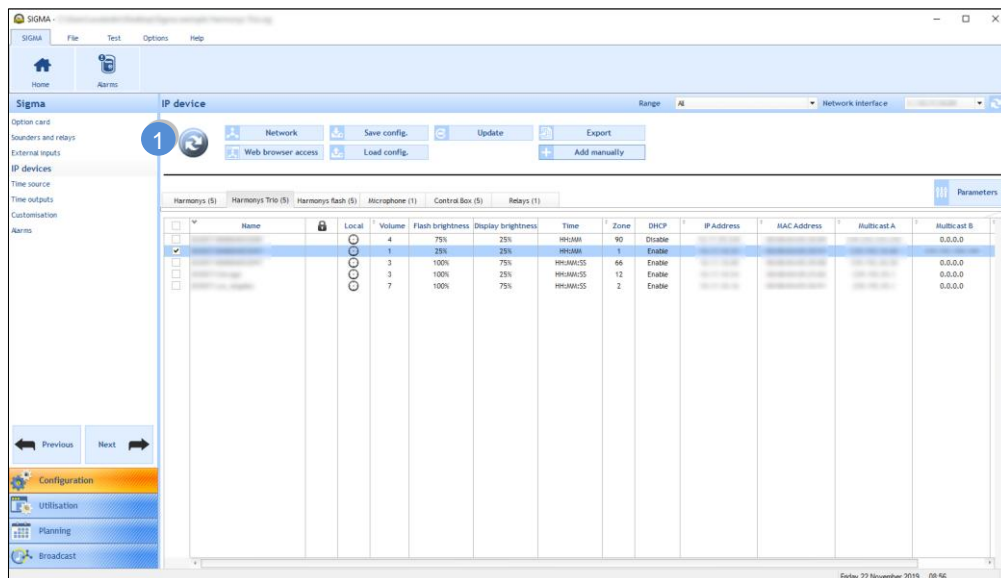 SIGMA -
SIGMA File Test Options Help
Home Alarms
Sigma
Option card
Sounders and relays
External inputs
IP devices
Time source
Time outputs
Customisation
Alarms
Previous Next
Configuration
Utilisation
Planning
Broadcast
IP device Range All Network interface
1
Network Save config. Update Export
Web browser access Load config. Add manually
Parameters
Harmonys (5) Harmonys Trio (5) Harmonys flash (5) Microphone (1) Control Box (5) Relays (1)
Name Local Volume Flash brightness Display brightness Time Zone DHCP IP Address MAC Address Multicast A Multicast B
4 75% 25% HH:MM 90 Disable 0.0.0.0
1 25% 25% HH:MM 1 Enable
3 100% 75% HH:MM:SS 66 Enable 0.0.0.0
3 100% 25% HH:MM:SS 12 Enable 0.0.0.0
7 100% 75% HH:MM:SS 2 Enable 0.0.0.0
Friday 22 November 2019 08:56